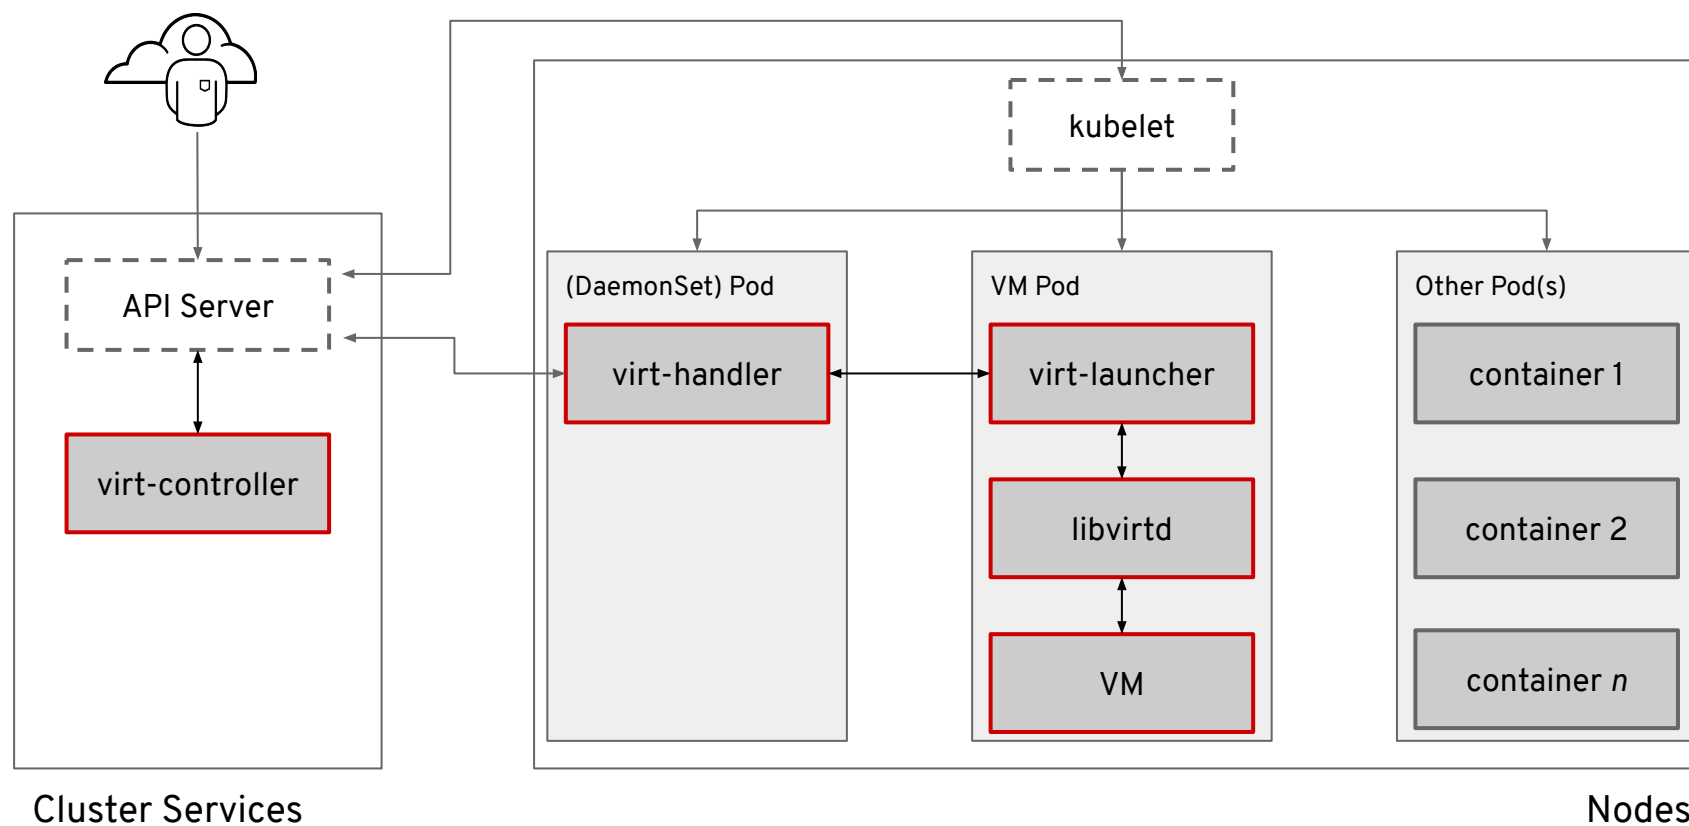 kubelet
API Server
virt-controller
(DaemonSet) Pod
virt-handler
VM Pod
virt-launcher
libvirtd
VM
Other Pod(s)
container 1
container 2
container n
Cluster Services
Nodes